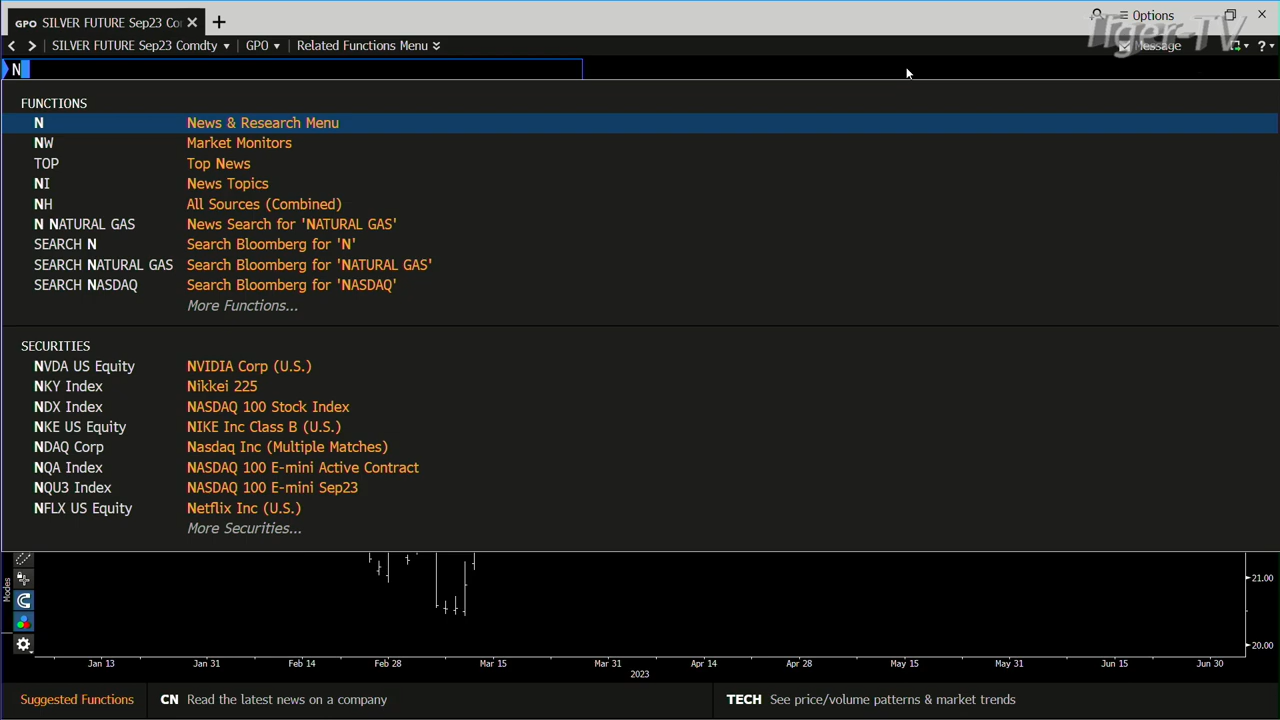 GPO SILVER FUTURE Sep23 Co
Options
SILVER FUTURE Sep23 Comdty GPO Related Functions Menu Message ?
Tiger-TV
N
FUNCTIONS
N News & Research Menu
NW Market Monitors
TOP Top News
NI News Topics
NH All Sources (Combined)
N NATURAL GAS News Search for 'NATURAL GAS'
SEARCH N Search Bloomberg for 'N'
SEARCH NATURAL GAS Search Bloomberg for 'NATURAL GAS'
SEARCH NASDAQ Search Bloomberg for 'NASDAQ'
More Functions...
SECURITIES
NVDA US Equity NVIDIA Corp (U.S.)
NKY Index Nikkei 225
NDX Index NASDAQ 100 Stock Index
NKE US Equity NIKE Inc Class B (U.S.)
NDAQ Corp Nasdaq Inc (Multiple Matches)
NQA Index NASDAQ 100 E-mini Active Contract
NQU3 Index NASDAQ 100 E-mini Sep23
NFLX US Equity Netflix Inc (U.S.)
More Securities...
Modes
21.00
20.00
Jan 13 Jan 31 Feb 14 Feb 28 Mar 15 Mar 31 Apr 14 Apr 28 May 15 May 31 Jun 15 Jun 30
2023
Suggested Functions CN Read the latest news on a company TECH See price/volume patterns & market trends